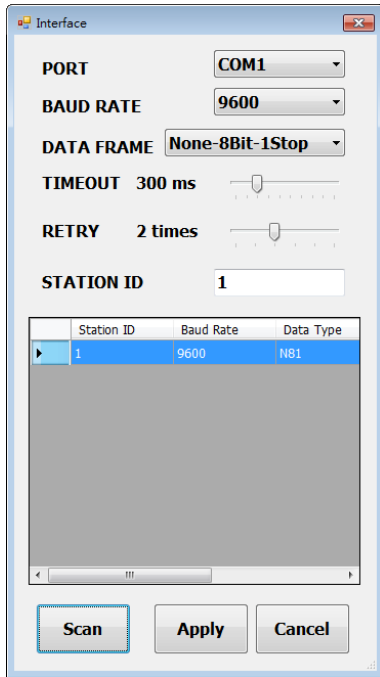 Interface
PORT COM1
BAUD RATE 9600
DATA FRAME None-8Bit-1Stop
TIMEOUT 300 ms
RETRY 2 times
STATION ID 1
Station ID Baud Rate Data Type
1 9600 N81
Scan Apply Cancel